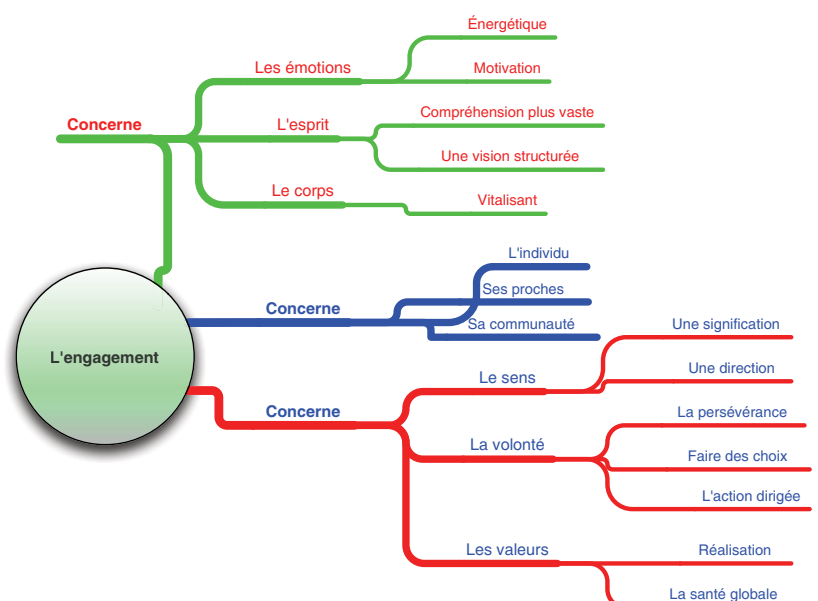 L'engagement
Concerne
Les émotions
Énergétique
Motivation
L'esprit
Compréhension plus vaste
Une vision structurée
Le corps
Vitalisant
Concerne
L'individu
Ses proches
Sa communauté
Concerne
Le sens
Une signification
Une direction
La volonté
La persévérance
Faire des choix
L'action dirigée
Les valeurs
Réalisation
La santé globale